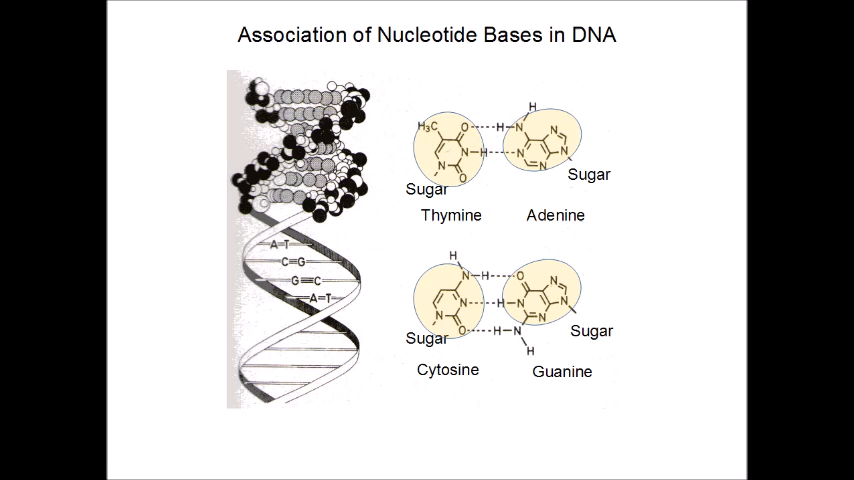 Association of Nucleotide Bases in DNA
H
H₃C
O
H
N
N
N
H
N
N
N
N
O
Sugar
Sugar
Thymine
Adenine
H
N
H
O
N
N
H
N
N
N
N
O
H
N
H
Sugar
Sugar
Cytosine
Guanine
A=T
C≡G
G≡C
A=T